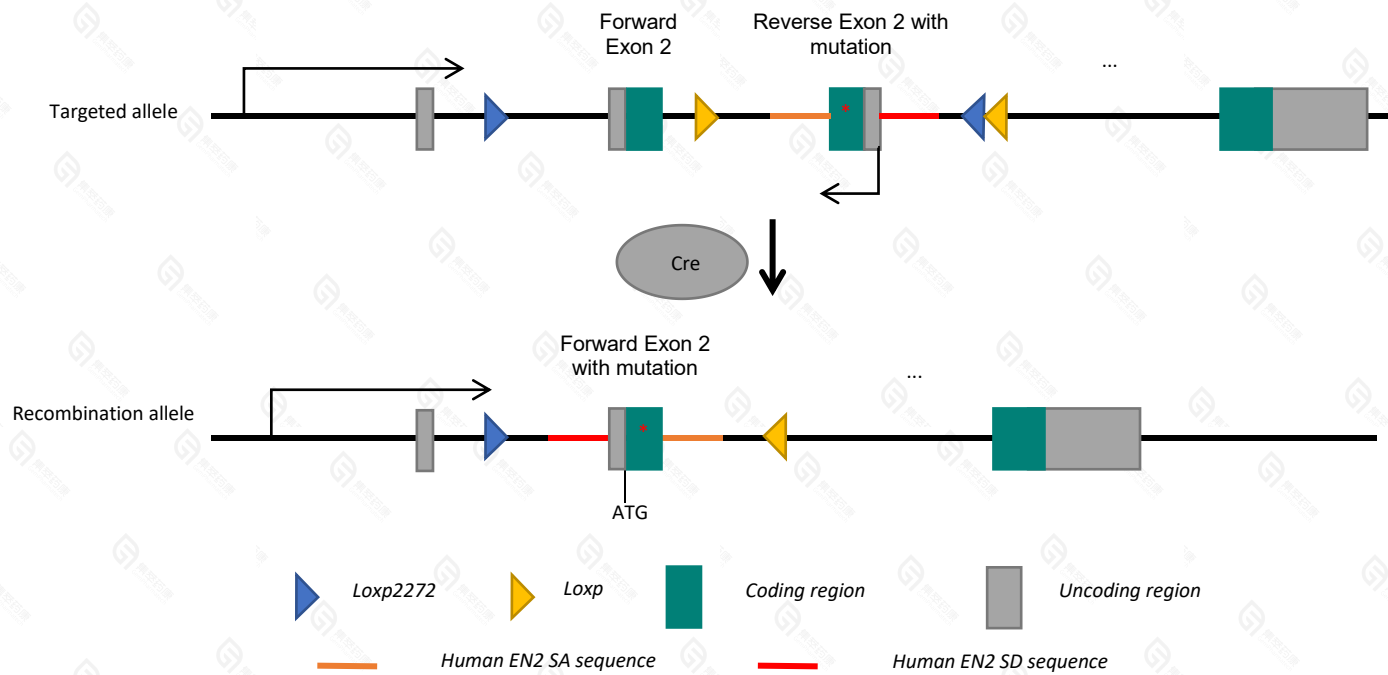 Forward
Exon 2
Reverse Exon 2 with
mutation
...
Targeted allele
*
Cre
Forward Exon 2
with mutation
...
Recombination allele
*
ATG
Loxp2272
Loxp
Coding region
Uncoding region
Human EN2 SA sequence
Human EN2 SD sequence